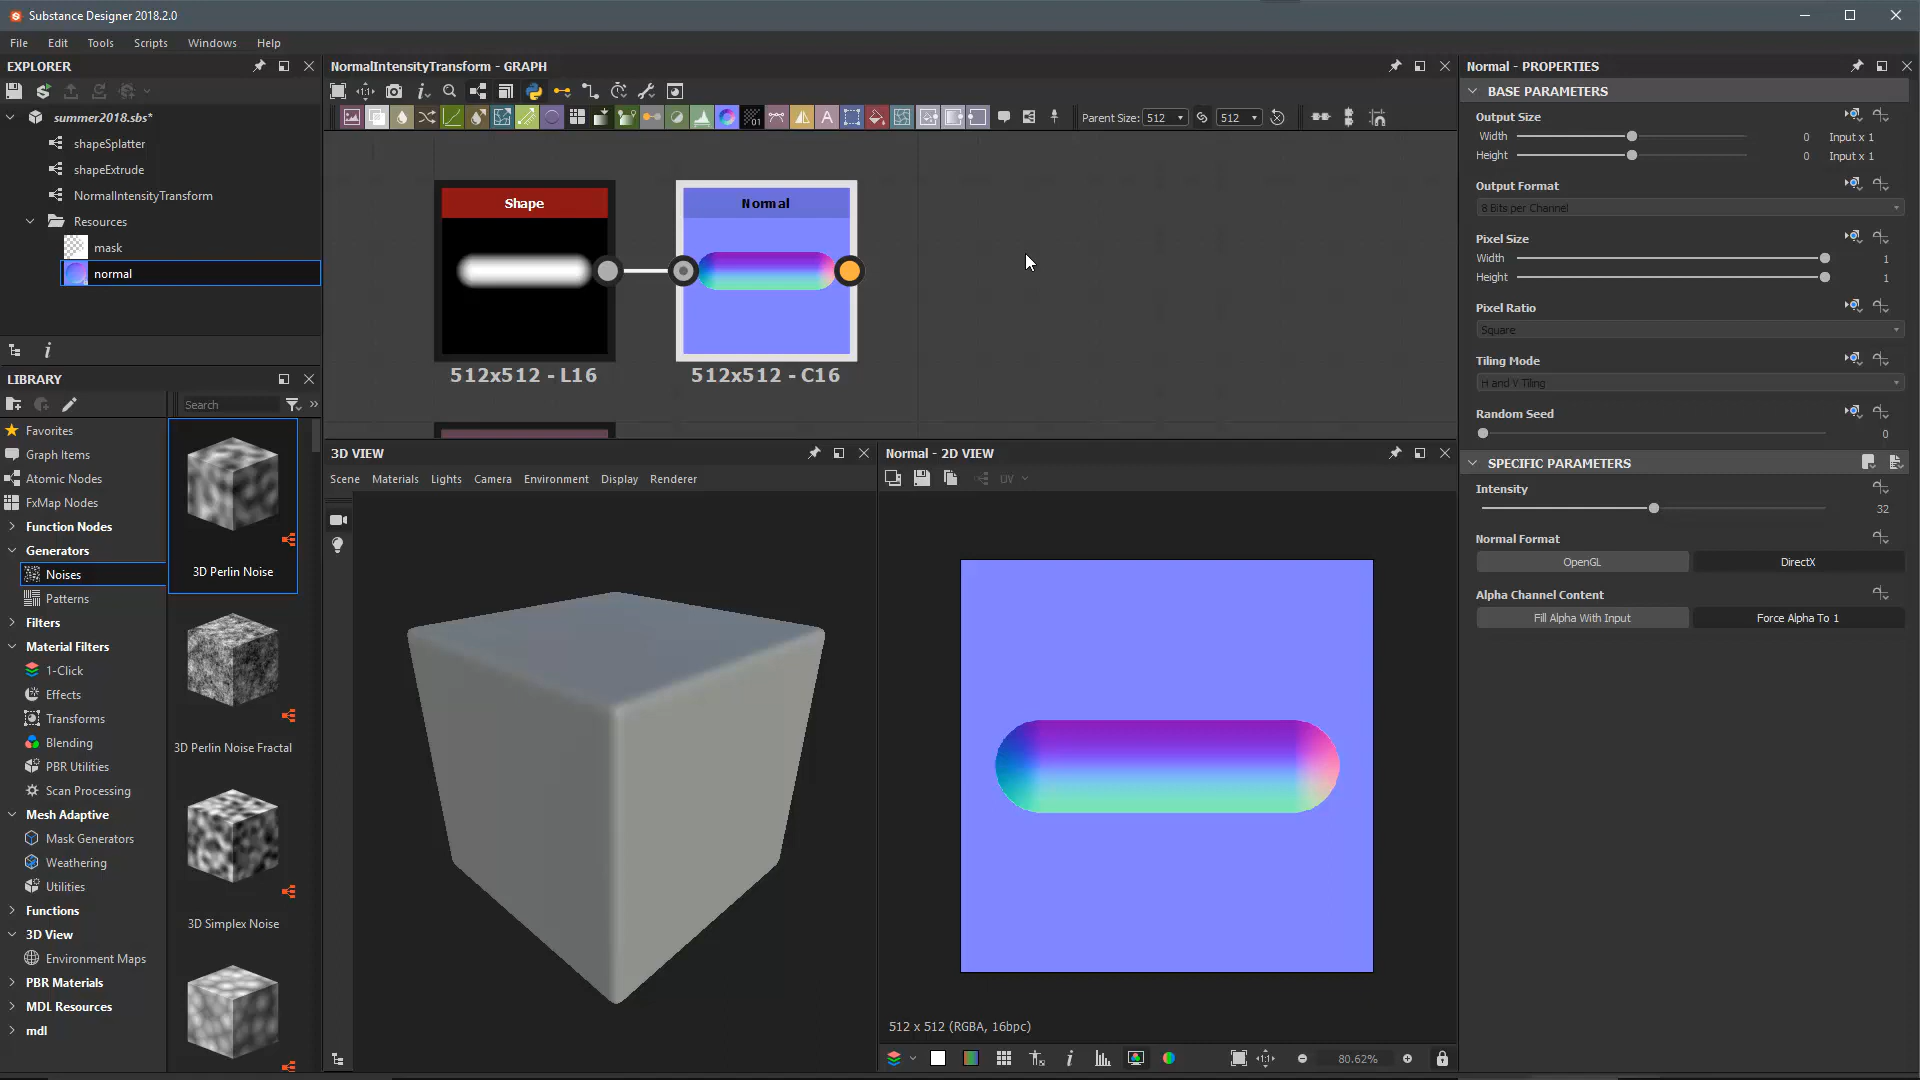 Substance Designer 2018.2.0
File Edit Tools Scripts Windows Help
EXPLORER
summer2018.sbs*
shapeSplatter
shapeExtrude
NormalIntensityTransform
Resources
mask
normal
LIBRARY
Search
Favorites
Graph Items
Atomic Nodes
FxMap Nodes
Function Nodes
Generators
Noises
Patterns
Filters
Material Filters
1-Click
Effects
Transforms
Blending
PBR Utilities
Scan Processing
Mesh Adaptive
Mask Generators
Weathering
Utilities
Functions
3D View
Environment Maps
PBR Materials
MDL Resources
mdl
3D Perlin Noise
3D Perlin Noise Fractal
3D Simplex Noise
NormalIntensityTransform - GRAPH
Parent Size: 512 512
Shape
512x512 - L16
Normal
512x512 - C16
3D VIEW
Scene Materials Lights Camera Environment Display Renderer
Normal - 2D VIEW
UV
512 x 512 (RGBA, 16bpc)
80.62%
Normal - PROPERTIES
BASE PARAMETERS
Output Size
Width 0 Input x 1
Height 0 Input x 1
Output Format
8 Bits per Channel
Pixel Size
Width 1
Height 1
Pixel Ratio
Square
Tiling Mode
H and V Tiling
Random Seed
0
SPECIFIC PARAMETERS
Intensity
32
Normal Format
OpenGL DirectX
Alpha Channel Content
Fill Alpha With Input Force Alpha To 1